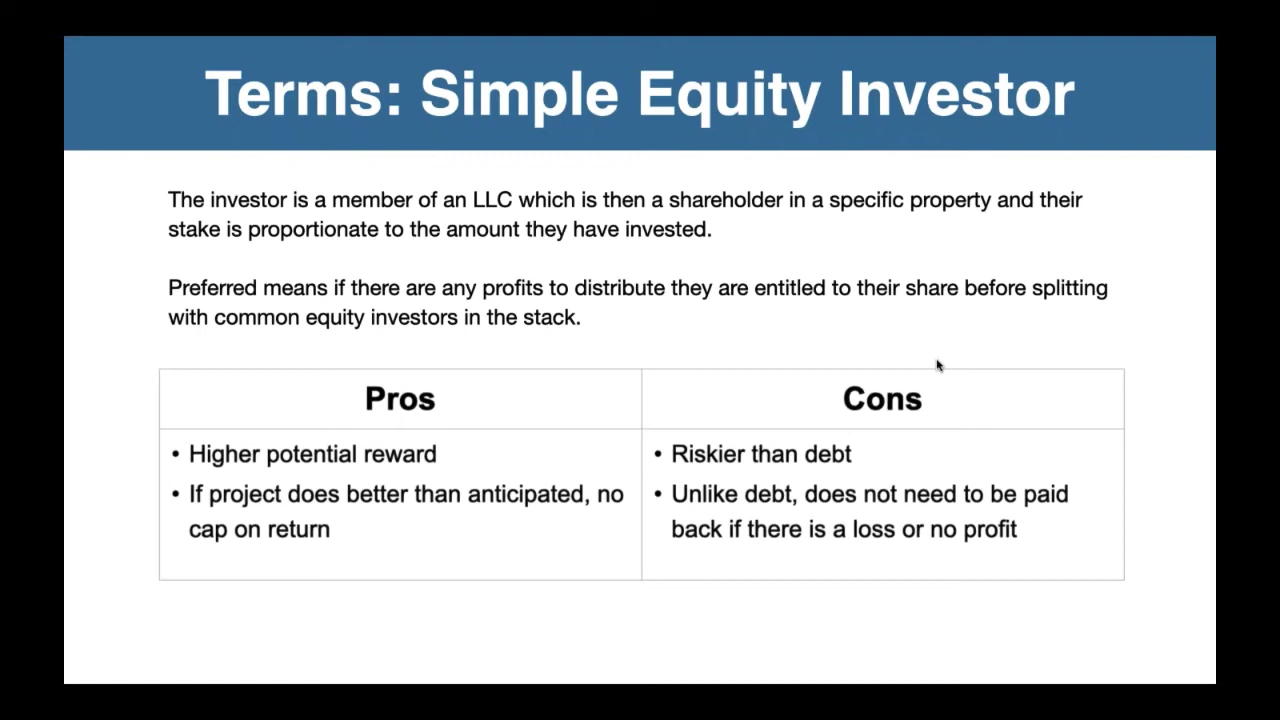 Terms: Simple Equity Investor
The investor is a member of an LLC which is then a shareholder in a specific property and their
stake is proportionate to the amount they have invested.
Preferred means if there are any profits to distribute they are entitled to their share before splitting
with common equity investors in the stack.
Pros
Cons
• Higher potential reward
• If project does better than anticipated, no
cap on return
• Riskier than debt
• Unlike debt, does not need to be paid
back if there is a loss or no profit